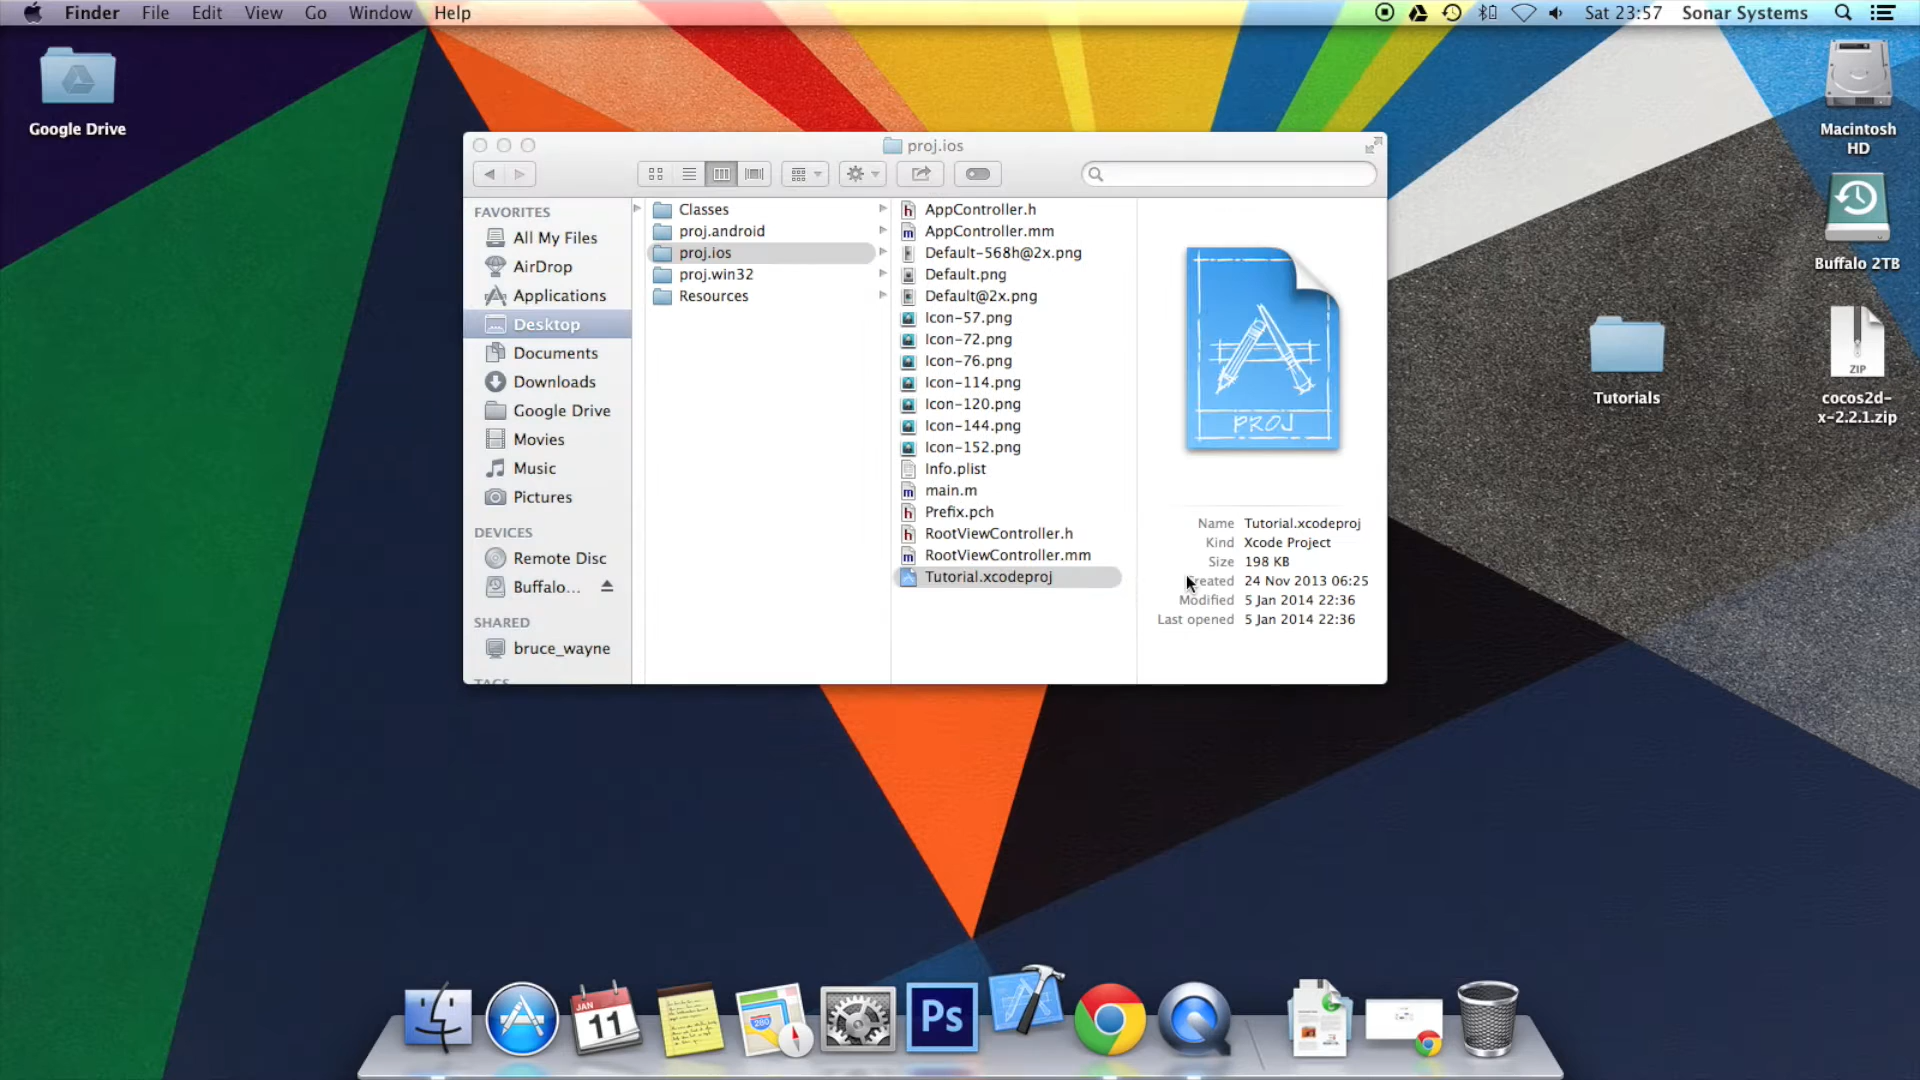 Finder File Edit View Go Window Help
Sat 23:57 Sonar Systems
Google Drive
Macintosh
HD
Buffalo 2TB
Tutorials
ZIP
cocos2d-
x-2.2.1.zip
proj.ios
FAVORITES
All My Files
AirDrop
Applications
Desktop
Documents
Downloads
Google Drive
Movies
Music
Pictures
DEVICES
Remote Disc
Buffalo...
SHARED
bruce_wayne
TAGS
Classes
proj.android
proj.ios
proj.win32
Resources
AppController.h
AppController.mm
Default-568h@2x.png
Default.png
Default@2x.png
Icon-57.png
Icon-72.png
Icon-76.png
Icon-114.png
Icon-120.png
Icon-144.png
Icon-152.png
Info.plist
main.m
Prefix.pch
RootViewController.h
RootViewController.mm
Tutorial.xcodeproj
PROJ
Name Tutorial.xcodeproj
Kind Xcode Project
Size 198 KB
Created 24 Nov 2013 06:25
Modified 5 Jan 2014 22:36
Last opened 5 Jan 2014 22:36
JAN
11
280
Ps